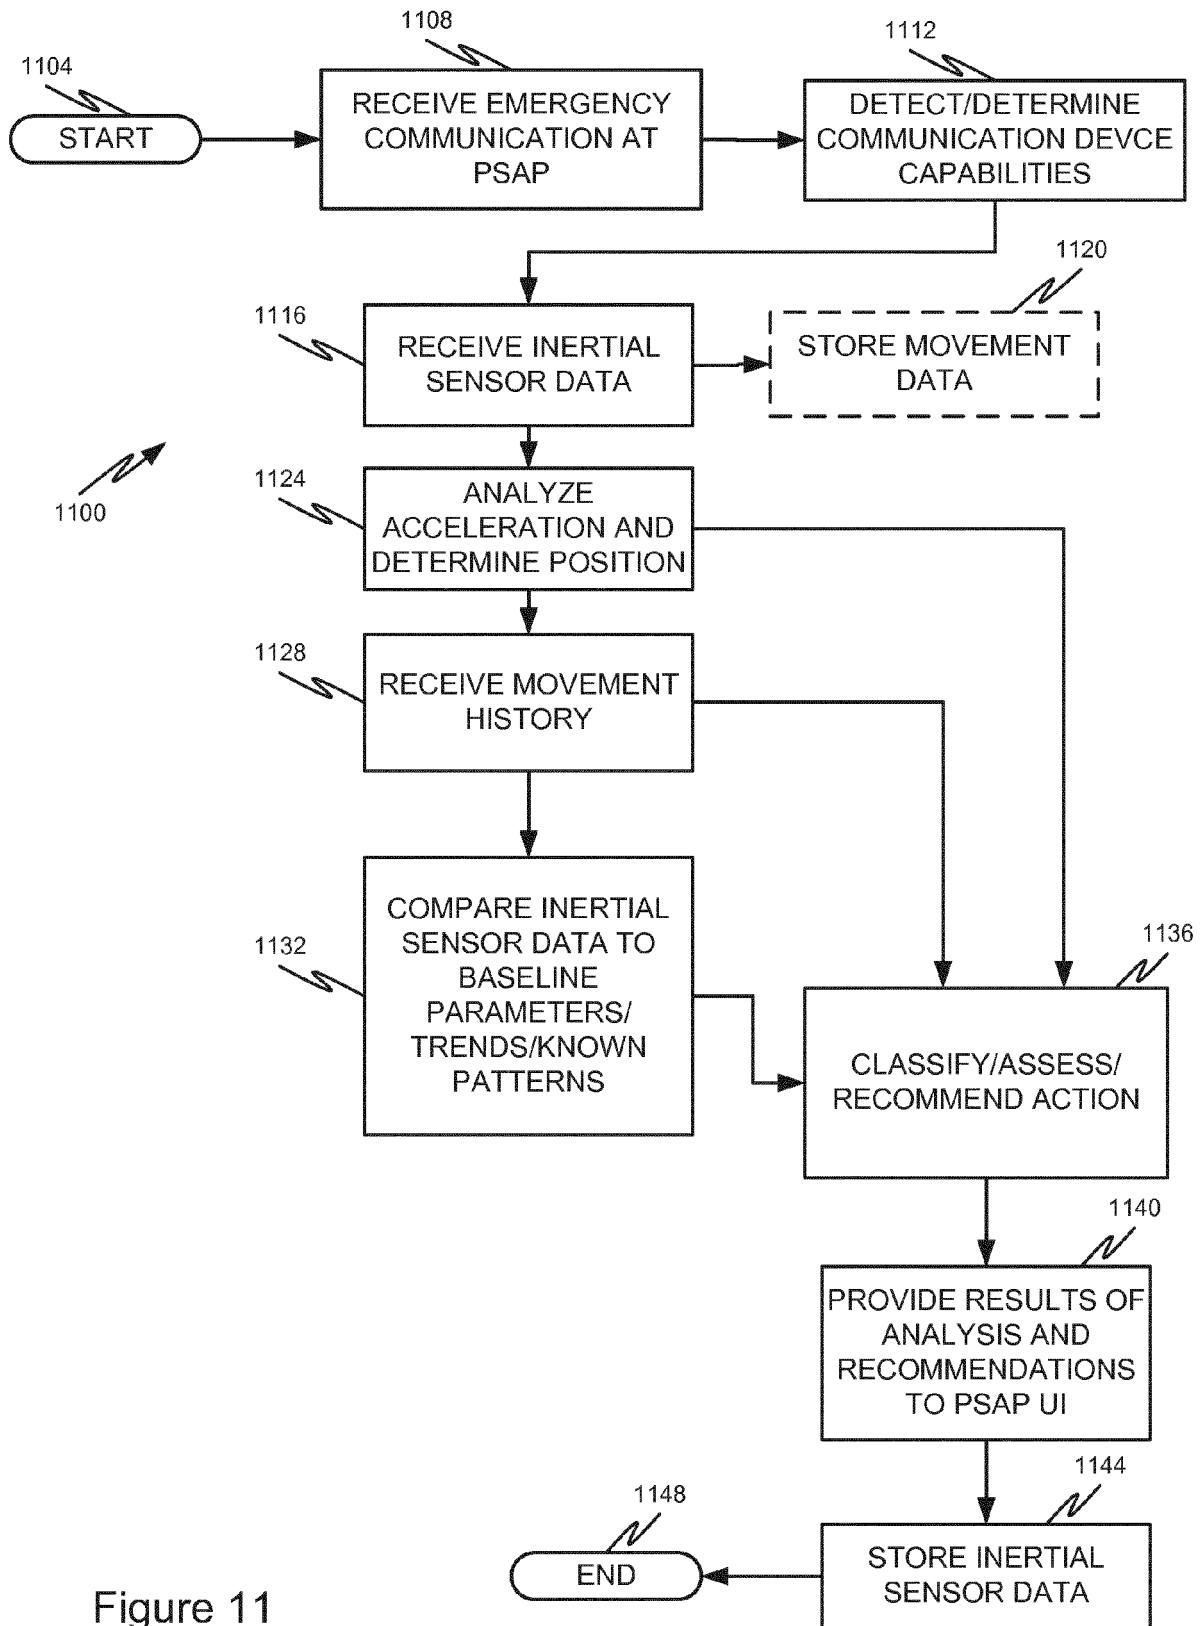 1104
START
1108
RECEIVE EMERGENCY
COMMUNICATION AT
PSAP
1112
DETECT/DETERMINE
COMMUNICATION DEVCE
CAPABILITIES
1116
RECEIVE INERTIAL
SENSOR DATA
1120
STORE MOVEMENT
DATA
1100
1124
ANALYZE
ACCELERATION AND
DETERMINE POSITION
1128
RECEIVE MOVEMENT
HISTORY
1132
COMPARE INERTIAL
SENSOR DATA TO
BASELINE
PARAMETERS/
TRENDS/KNOWN
PATTERNS
1136
CLASSIFY/ASSESS/
RECOMMEND ACTION
1140
PROVIDE RESULTS OF
ANALYSIS AND
RECOMMENDATIONS
TO PSAP UI
1144
STORE INERTIAL
SENSOR DATA
1148
END
Figure 11